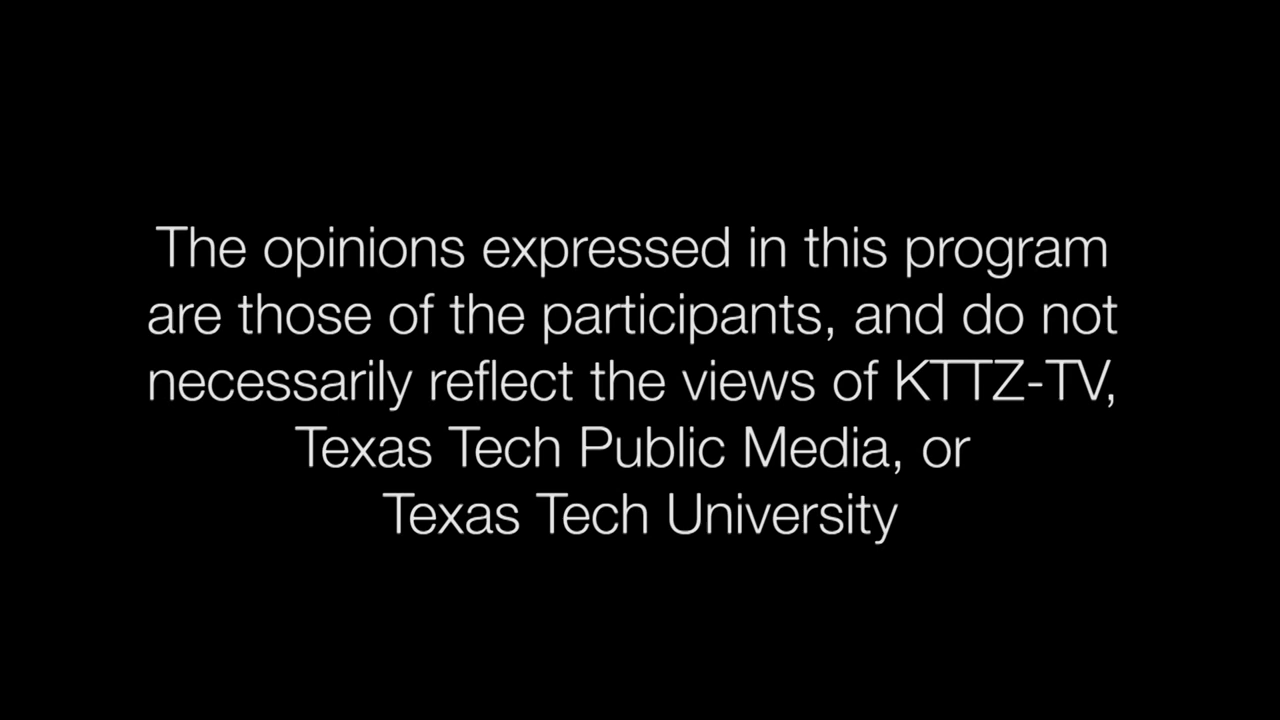 The opinions expressed in this program
are those of the participants, and do not
necessarily reflect the views of KTTZ-TV,
Texas Tech Public Media, or
Texas Tech University